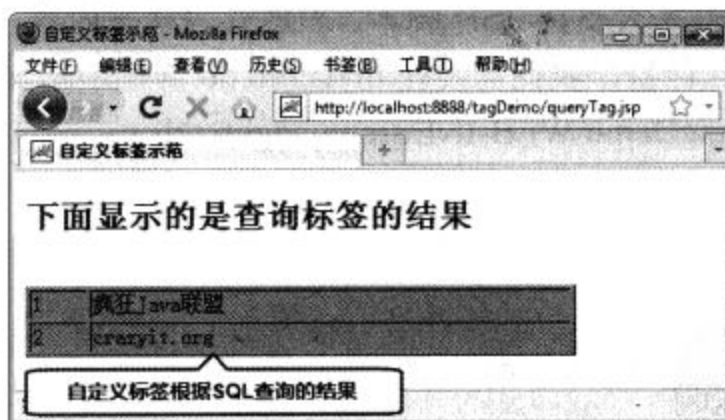 自定义标签示范 - Mozilla Firefox
文件(F) 编辑(E) 查看(V) 历史(S) 书签(B) 工具(T) 帮助(H)
http://localhost:8888/tagDemo/queryTag.jsp
自定义标签示范
下面显示的是查询标签的结果
1 疯狂Java联盟
2 crazyit.org
自定义标签根据SQL查询的结果